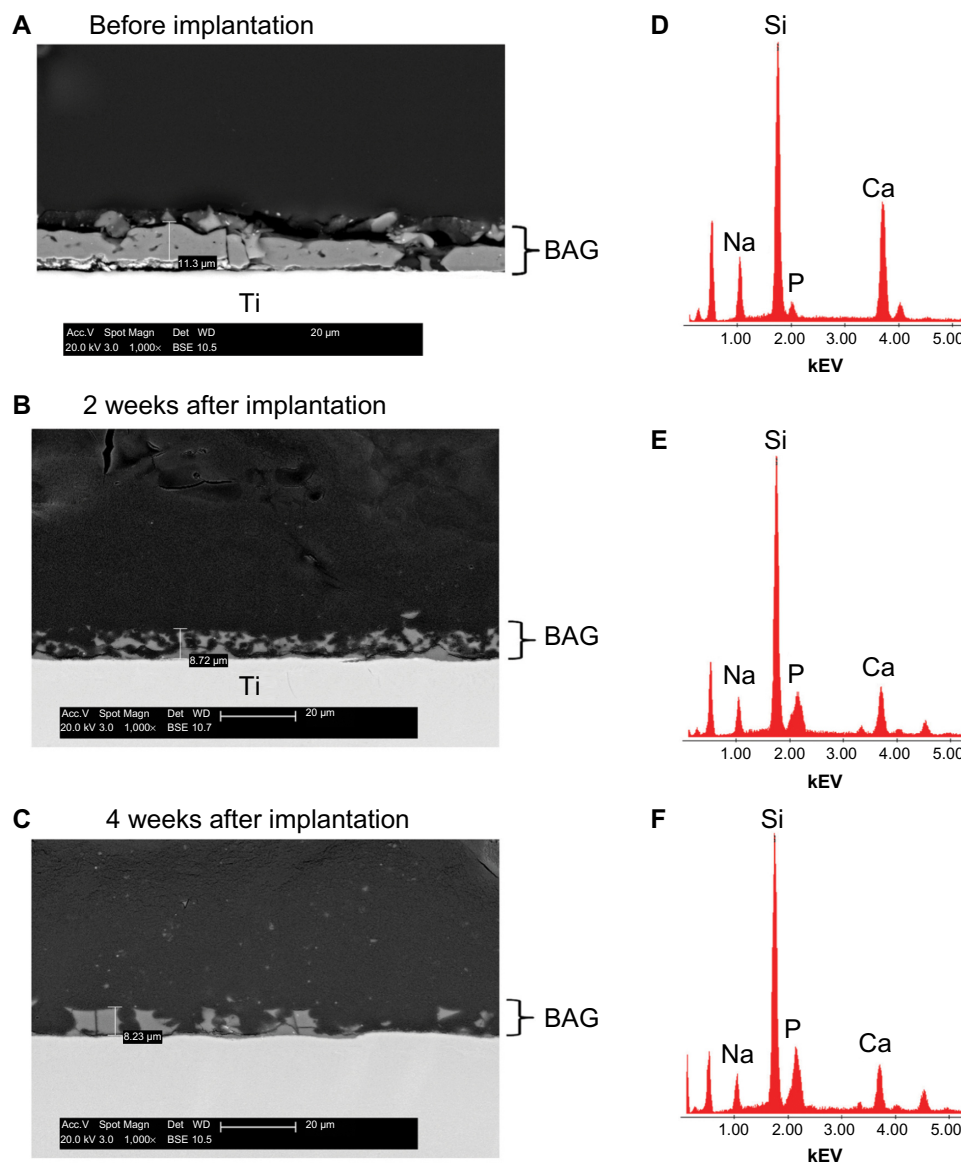 A Before implantation
11.3 µm
BAG
Ti
Acc.V Spot Magn Det WD 20 µm
20.0 kV 3.0 1,000× BSE 10.5
D
Si
Na
P
Ca
1.00 2.00 3.00 4.00 5.00
kEV
B 2 weeks after implantation
8.72 µm
BAG
Ti
Acc.V Spot Magn Det WD 20 µm
20.0 kV 3.0 1,000× BSE 10.7
E
Si
Na
P
Ca
1.00 2.00 3.00 4.00 5.00
kEV
C 4 weeks after implantation
8.23 µm
BAG
Acc.V Spot Magn Det WD 20 µm
20.0 kV 3.0 1,000× BSE 10.5
F
Si
Na
P
Ca
1.00 2.00 3.00 4.00 5.00
kEV